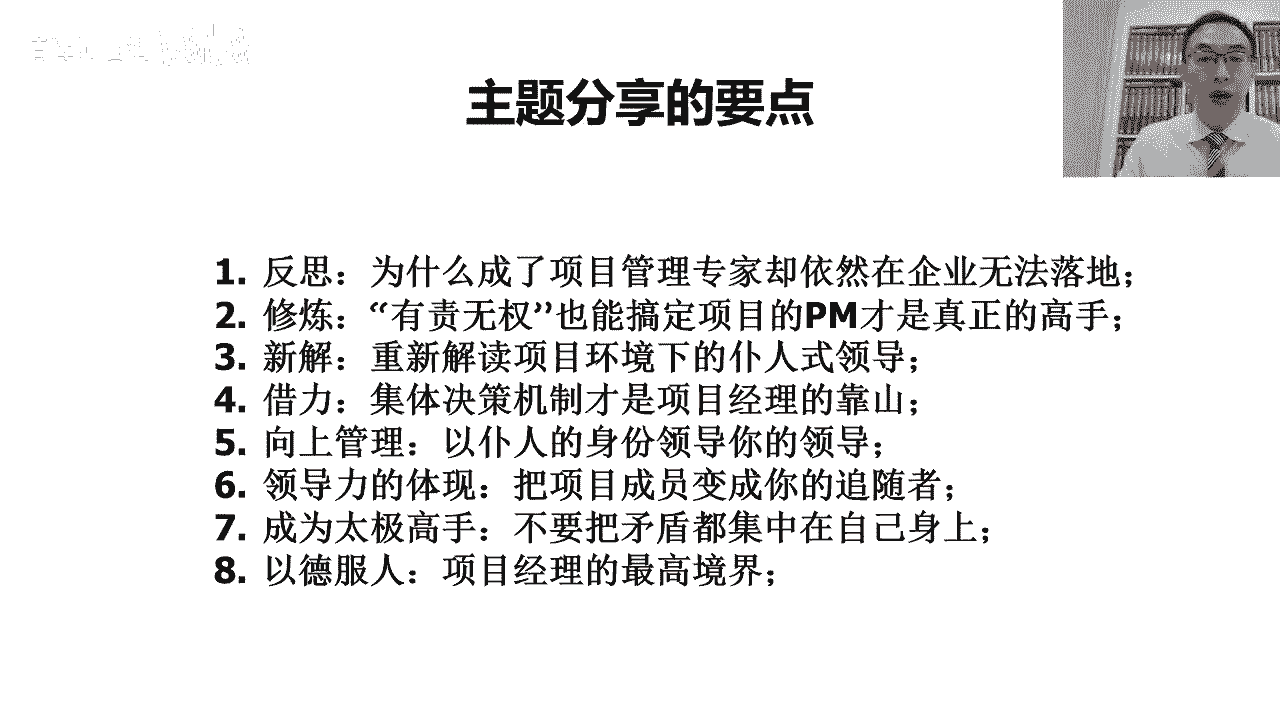 主题分享的要点
1. 反思：为什么成了项目管理专家却依然在企业无法落地；
2. 修炼：“有责无权”也能搞定项目的PM才是真正的高手；
3. 新解：重新解读项目环境下的仆人式领导；
4. 借力：集体决策机制才是项目经理的靠山；
5. 向上管理：以仆人的身份领导你的领导；
6. 领导力的体现：把项目成员变成你的追随者；
7. 成为太极高手：不要把矛盾都集中在自己身上；
8. 以德服人：项目经理的最高境界；